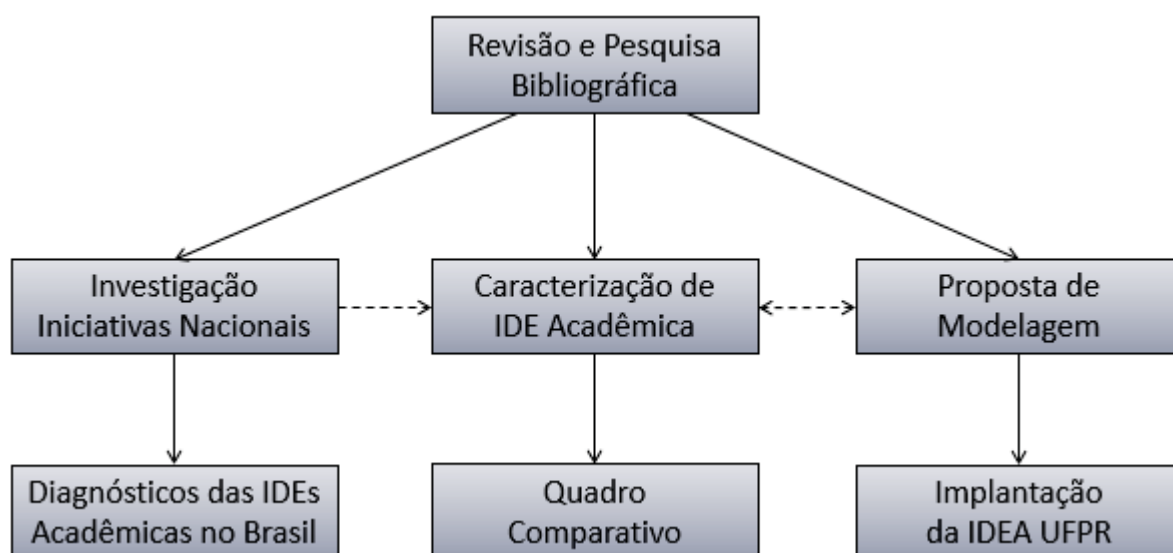 Revisão e Pesquisa
Bibliográfica
Investigação
Iniciativas Nacionais
Caracterização de
IDE Acadêmica
Proposta de
Modelagem
Diagnósticos das IDEs
Acadêmicas no Brasil
Quadro
Comparativo
Implantação
da IDEA UFPR